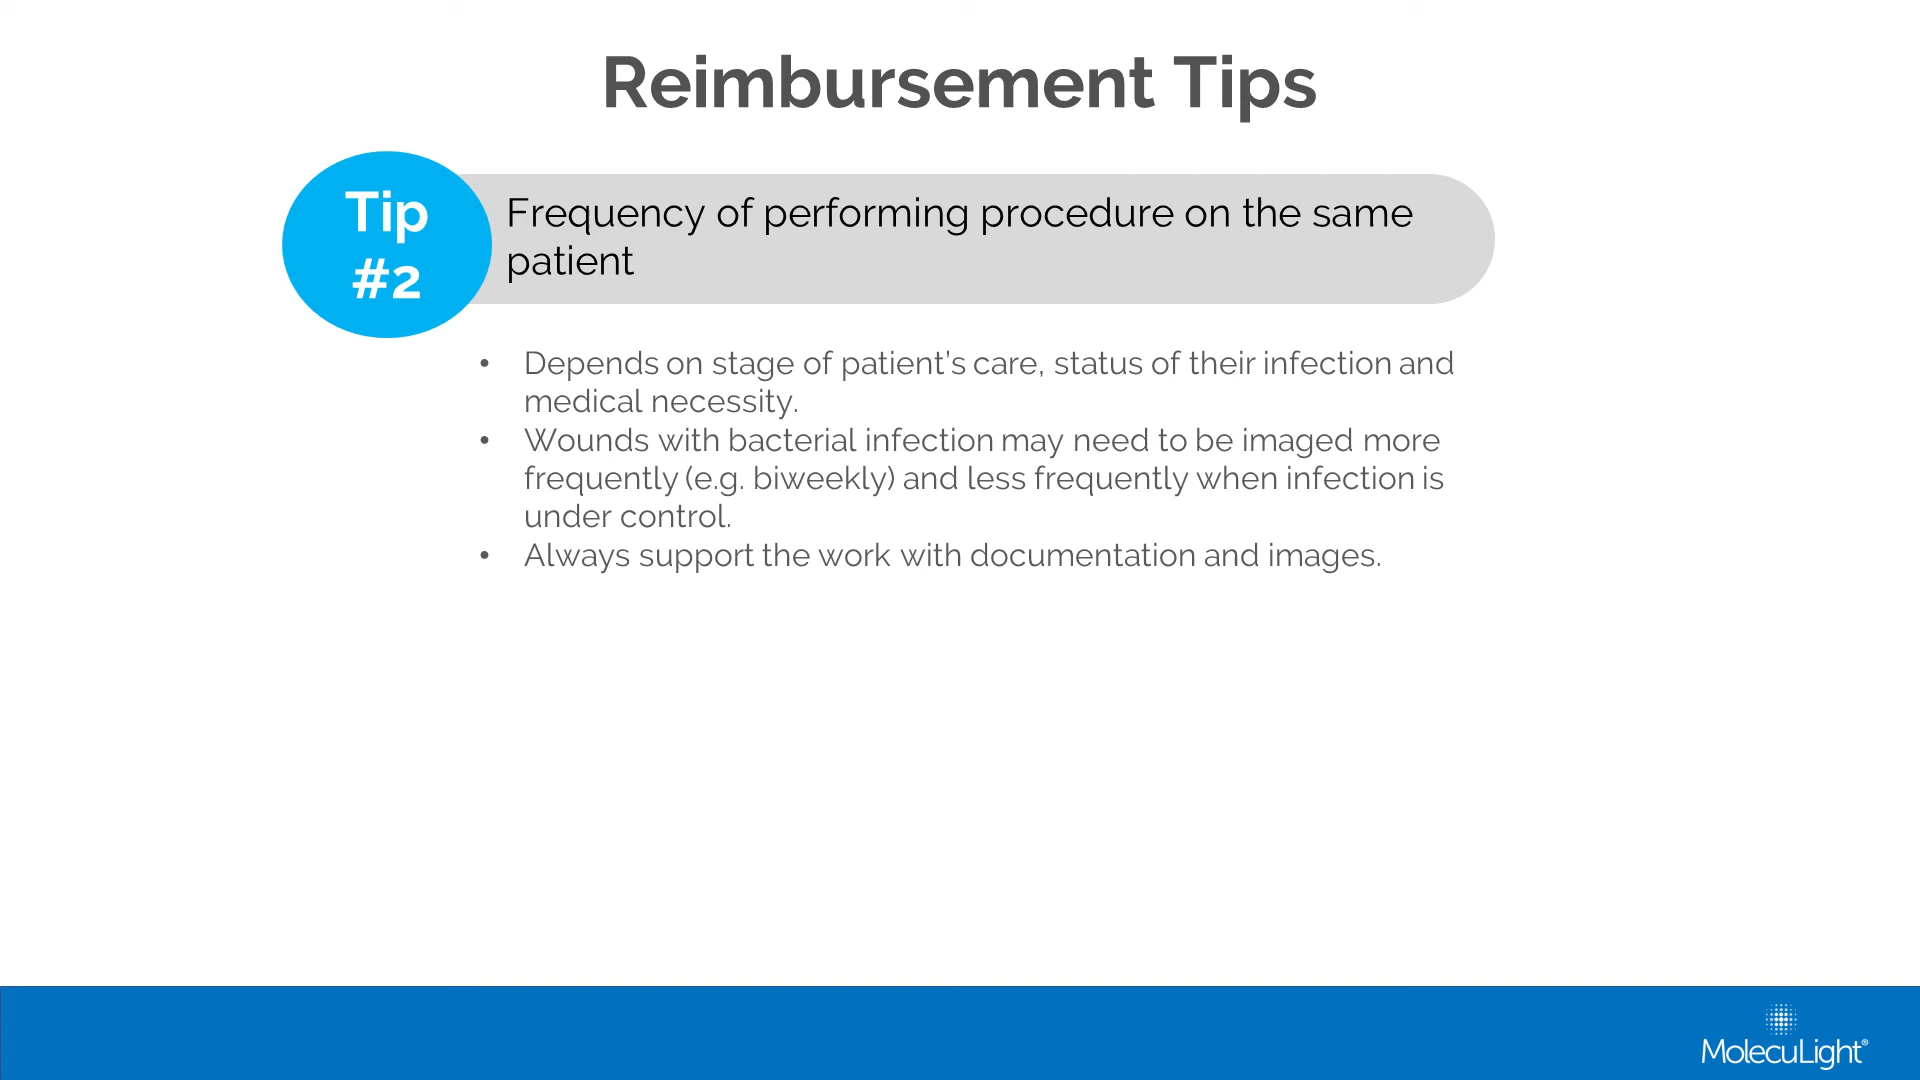 Reimbursement Tips
Tip
#2
Frequency of performing procedure on the same
patient
• Depends on stage of patient's care, status of their infection and
medical necessity.
• Wounds with bacterial infection may need to be imaged more
frequently (e.g. biweekly) and less frequently when infection is
under control.
• Always support the work with documentation and images.
MolecuLight®